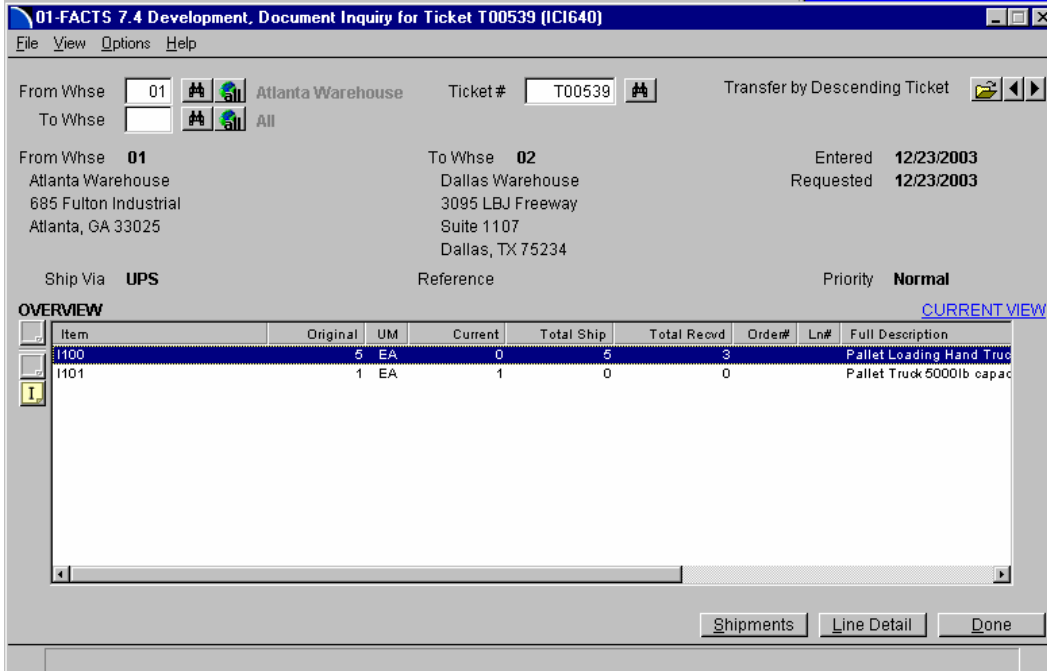 01-FACTS 7.4 Development, Document Inquiry for Ticket T00539 (ICI640)
File View Options Help
From Whse 01 all Atlanta Warehouse Ticket # T00539 Transfer by Descending Ticket
To Whse all All
From Whse 01 To Whse 02 Entered 12/23/2003
Atlanta Warehouse Dallas Warehouse Requested 12/23/2003
685 Fulton Industrial 3095 LBJ Freeway
Atlanta, GA 33025 Suite 1107
Dallas, TX 75234
Ship Via UPS Reference Priority Normal
OVERVIEW CURRENT VIEW
Item Original UM Current Total Ship Total Recvd Order# Ln# Full Description
I100 5 EA 0 5 3 Pallet Loading Hand Truc
I101 1 EA 1 0 0 Pallet Truck 5000lb capac
I
Shipments Line Detail Done